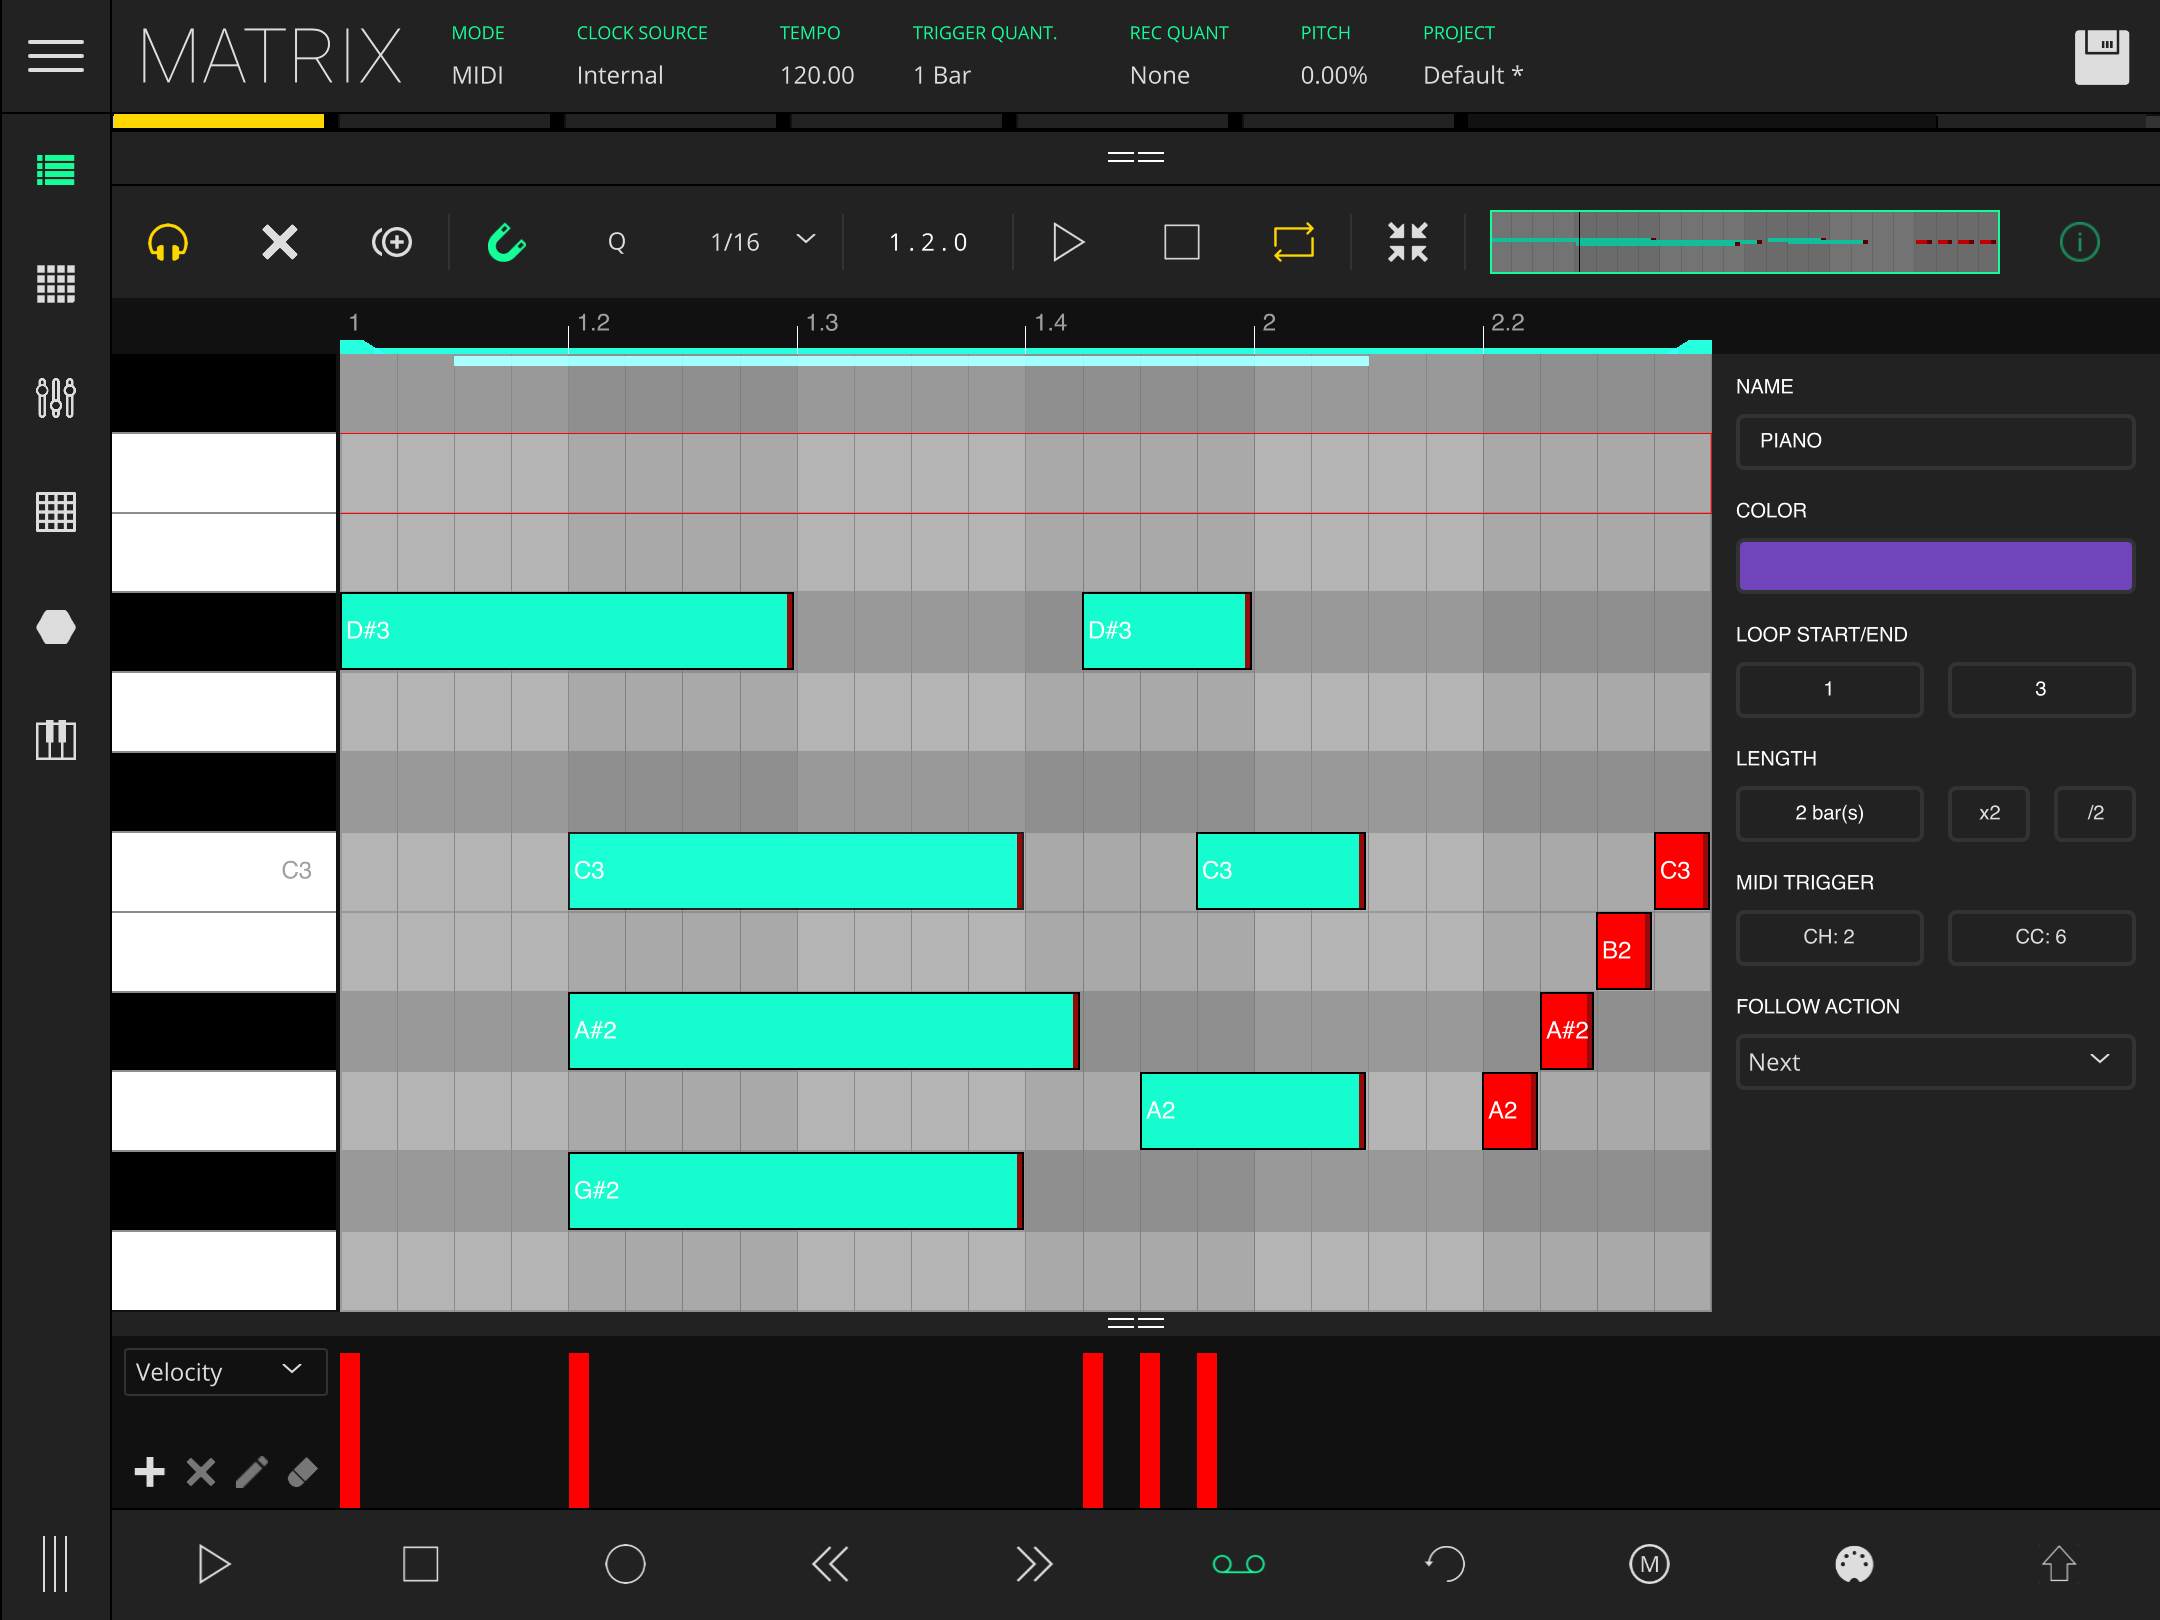 MATRIX
MODE CLOCK SOURCE TEMPO TRIGGER QUANT. REC QUANT PITCH PROJECT
MIDI Internal 120.00 1 Bar None 0.00% Default *
Q 1/16 1 . 2 . 0 i
1 1.2 1.3 1.4 2 2.2
NAME
PIANO
COLOR
D#3 D#3
LOOP START/END
1 3
LENGTH
2 bar(s) x2 /2
C3 C3 C3 C3
MIDI TRIGGER
CH: 2 CC: 6
B2
FOLLOW ACTION
A#2 A#2
Next
A2 A2
G#2
Velocity
M